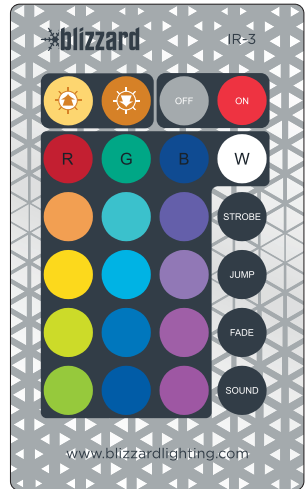 blizzard IR-3
OFF ON
R G B W
STROBE
JUMP
FADE
SOUND
www.blizzardlighting.com